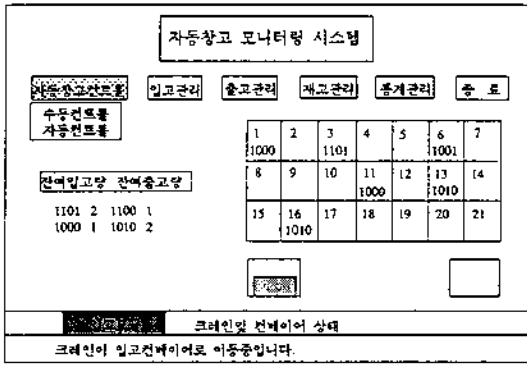 자동창고 모니터링 시스템
자동창고컨트롤 입고관리 출고관리 재고관리 통계관리 종 료
수동컨트롤
자동컨트롤
1 2 3 4 5 6 7
1000 1101 1001
잔여입고량 잔여출고량
8 9 10 11 12 13 14
1000 1010
1101 2 1100 1
1000 1 1010 2
15 16 17 18 19 20 21
1010
크레인및 컨베이어 상태
크레인이 입고컨베이어로 이동중입니다.